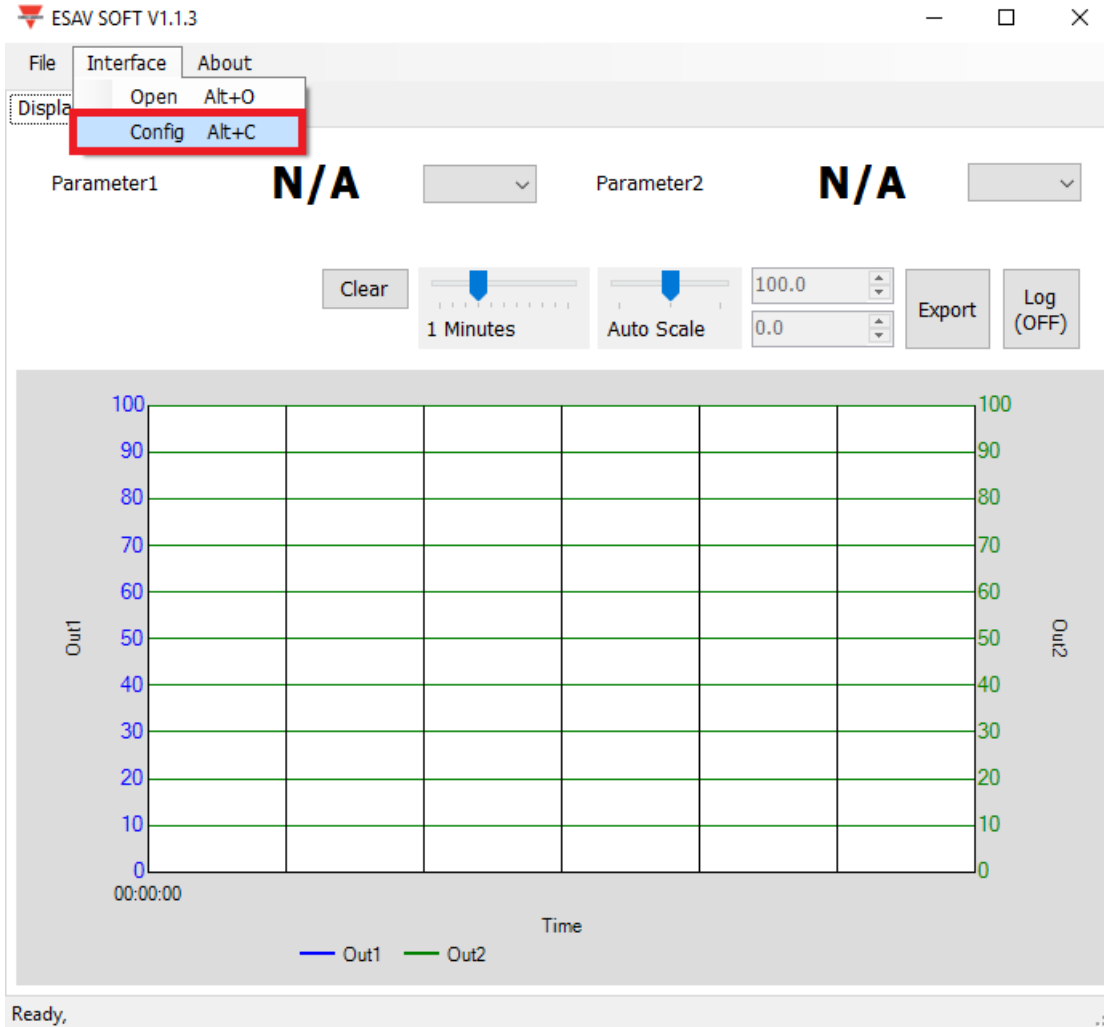 ESAV SOFT V1.1.3
File Interface About
Open Alt+O
Displa
Config Alt+C
Parameter1 N/A Parameter2 N/A
Clear 1 Minutes Auto Scale 100.0 0.0 Export Log (OFF)
100 100
90 90
80 80
70 70
60 60
Out1 50 50 Out2
40 40
30 30
20 20
10 10
0 0
00:00:00
Time
Out1 Out2
Ready,